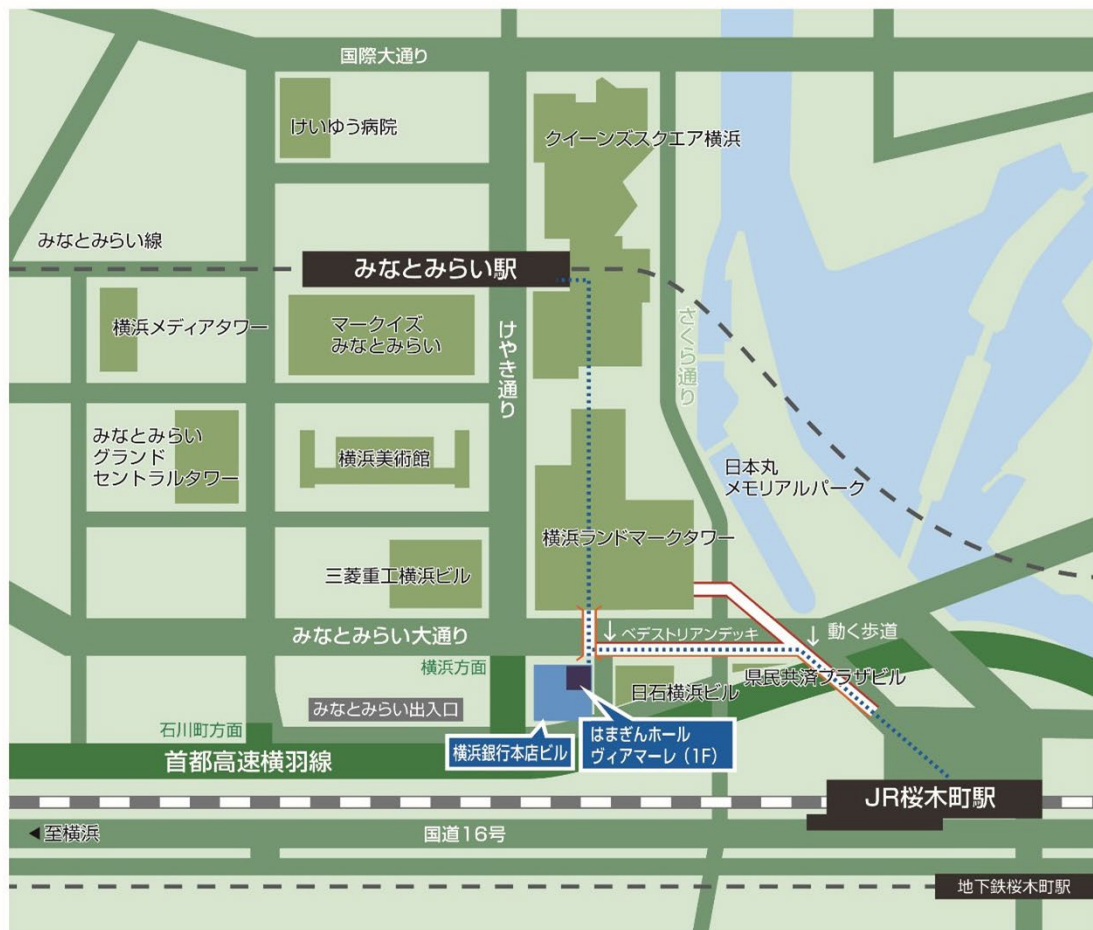 国際大通り
けいゆう病院
クイーンズスクエア横浜
みなとみらい線
みなとみらい駅
横浜メディアタワー
マークイズ
みなとみらい
けやき通り
さくら通り
みなとみらい
グランド
セントラルタワー
横浜美術館
日本丸
メモリアルパーク
横浜ランドマークタワー
三菱重工横浜ビル
みなとみらい大通り
↓ペデストリアンデッキ
↓動く歩道
横浜方面
日石横浜ビル
県民共済プラザビル
みなとみらい出入口
石川町方面
首都高速横羽線
横浜銀行本店ビル
はまぎんホール
ヴィアマーレ（1F）
JR桜木町駅
◀至横浜
国道16号
地下鉄桜木町駅